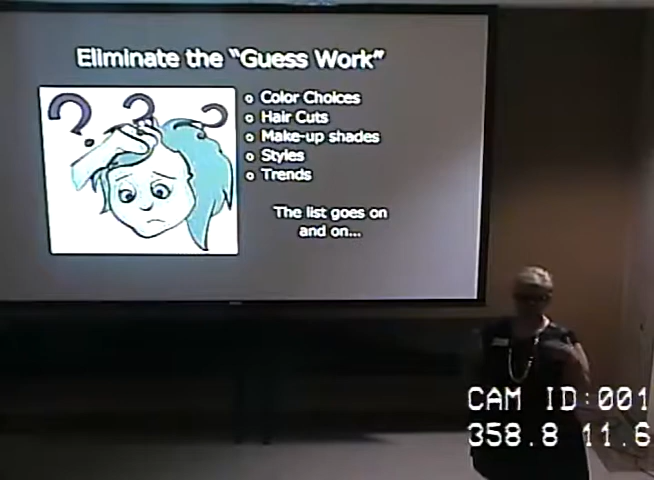 Eliminate the "Guess Work"
o Color Choices
o Hair Cuts
o Make-up shades
o Styles
o Trends
The list goes on
and on...
? ? ?
CAM ID:001
358.8 11.6